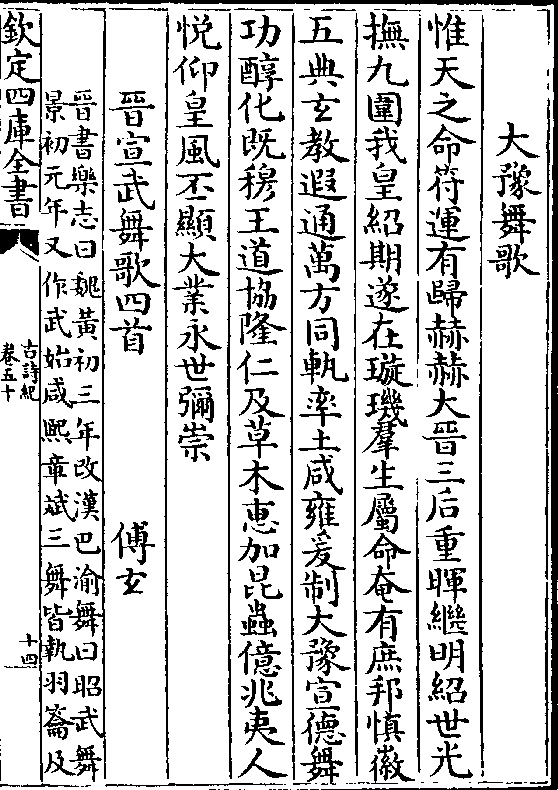 大豫舞歌
惟天之命符運有歸赫赫大晉三后重暉繼明紹世光
撫九圍我皇紹期遂在璇璣羣生屬命奄有庶邦慎徽
五典玄教遐通萬方同軌率土咸雍爰制大豫宣德舞
功醇化既穆王道協隆仁及草木惠加昆蟲億兆夷人
悅仰皇風丕顯大業永世彌崇
晉宣武舞歌四首 傅玄
晉書樂志曰魏黃初三年改漢巴渝舞曰昭武舞
景初元年又作武始咸熙章斌三舞皆執羽籥及
欽定四庫全書
古詩紀
卷五十
十四